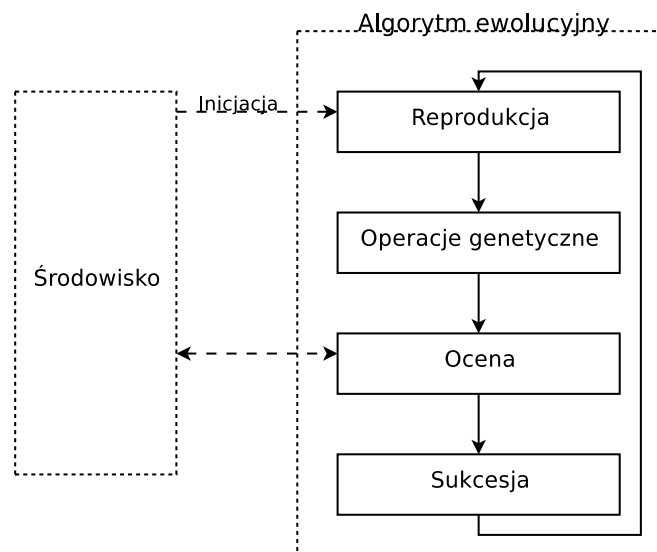 Algorytm ewolucyjny
Inicjacja
Reprodukcja
Operacje genetyczne
Środowisko
Ocena
Sukcesja